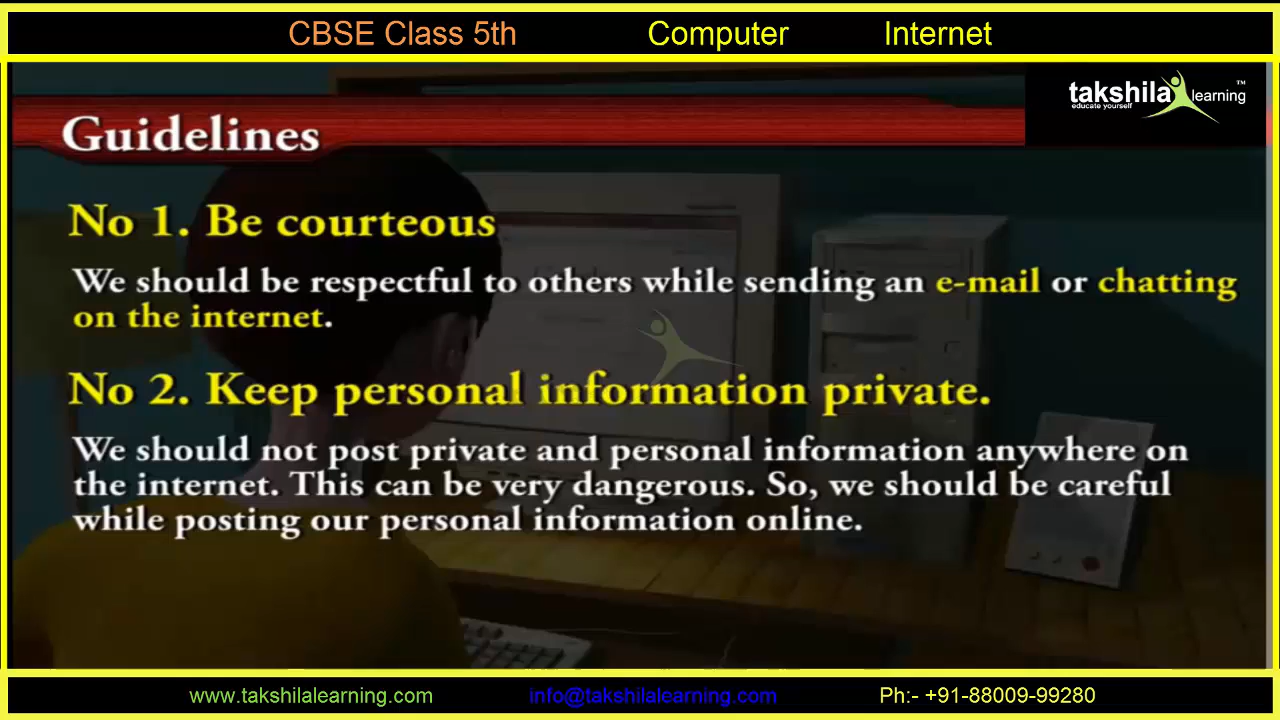 CBSE Class 5th Computer Internet
takshila learning ™
educate yourself
Guidelines
No 1. Be courteous
We should be respectful to others while sending an e-mail or chatting
on the internet.
No 2. Keep personal information private.
We should not post private and personal information anywhere on
the internet. This can be very dangerous. So, we should be careful
while posting our personal information online.
www.takshilalearning.com info@takshilalearning.com Ph:- +91-88009-99280